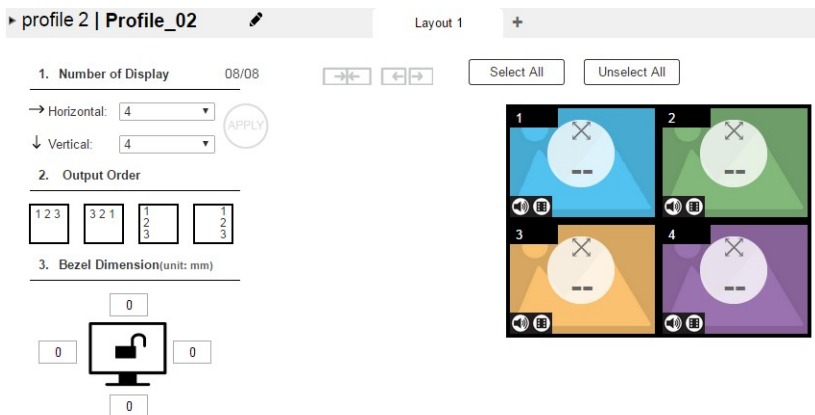 profile 2 | Profile_02
Layout 1
+
1. Number of Display 08/08
Select All
Unselect All
Horizontal: 4
APPLY
Vertical: 4
2. Output Order
1 2 3
3 2 1
1
2
3
1
2
3
3. Bezel Dimension(unit: mm)
0
0
0
0
1
--
2
--
3
--
4
--